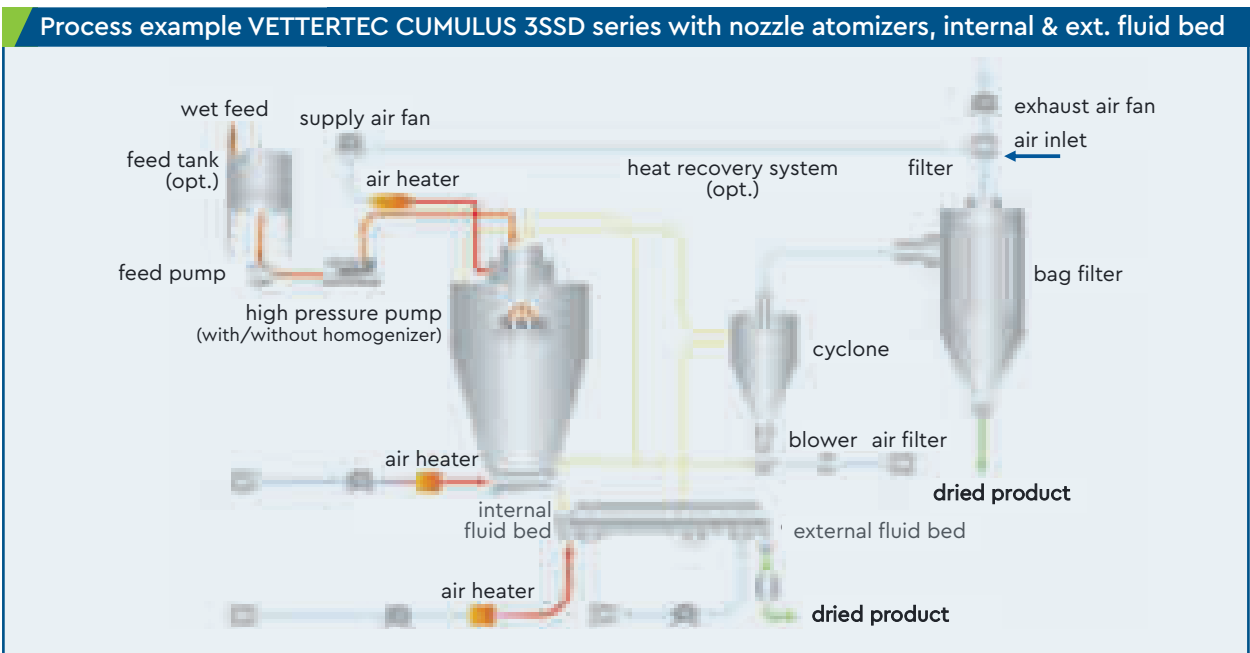 Process example VETTERTEC CUMULUS 3SSD series with nozzle atomizers, internal & ext. fluid bed
wet feed
supply air fan
exhaust air fan
air inlet
feed tank
(opt.)
air heater
heat recovery system
(opt.)
filter
feed pump
bag filter
high pressure pump
(with/without homogenizer)
cyclone
air heater
blower
air filter
dried product
internal
fluid bed
external fluid bed
air heater
dried product